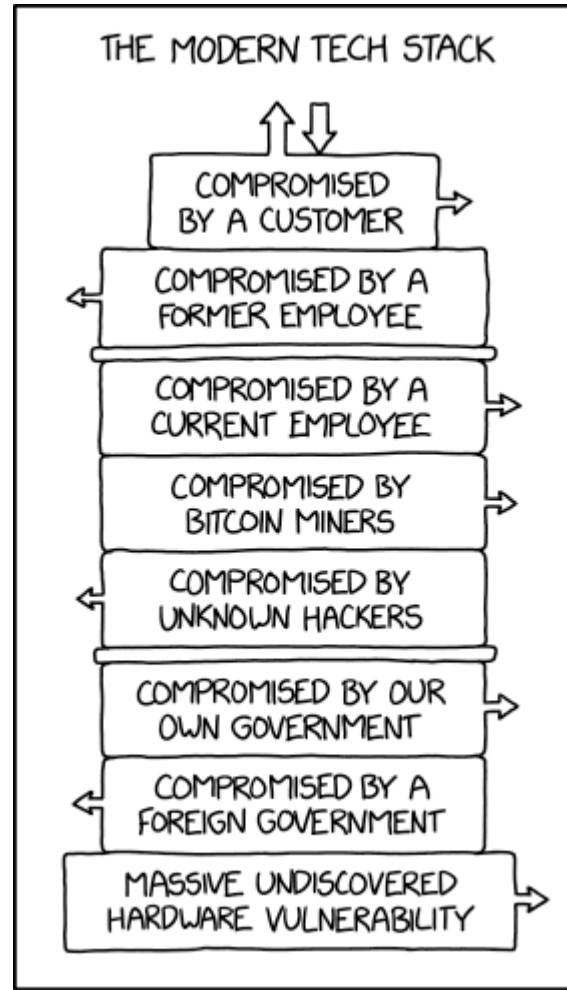 THE MODERN TECH STACK
COMPROMISED
BY A CUSTOMER
COMPROMISED BY A
FORMER EMPLOYEE
COMPROMISED BY A
CURRENT EMPLOYEE
COMPROMISED BY
BITCOIN MINERS
COMPROMISED BY
UNKNOWN HACKERS
COMPROMISED BY OUR
OWN GOVERNMENT
COMPROMISED BY A
FOREIGN GOVERNMENT
MASSIVE UNDISCOVERED
HARDWARE VULNERABILITY